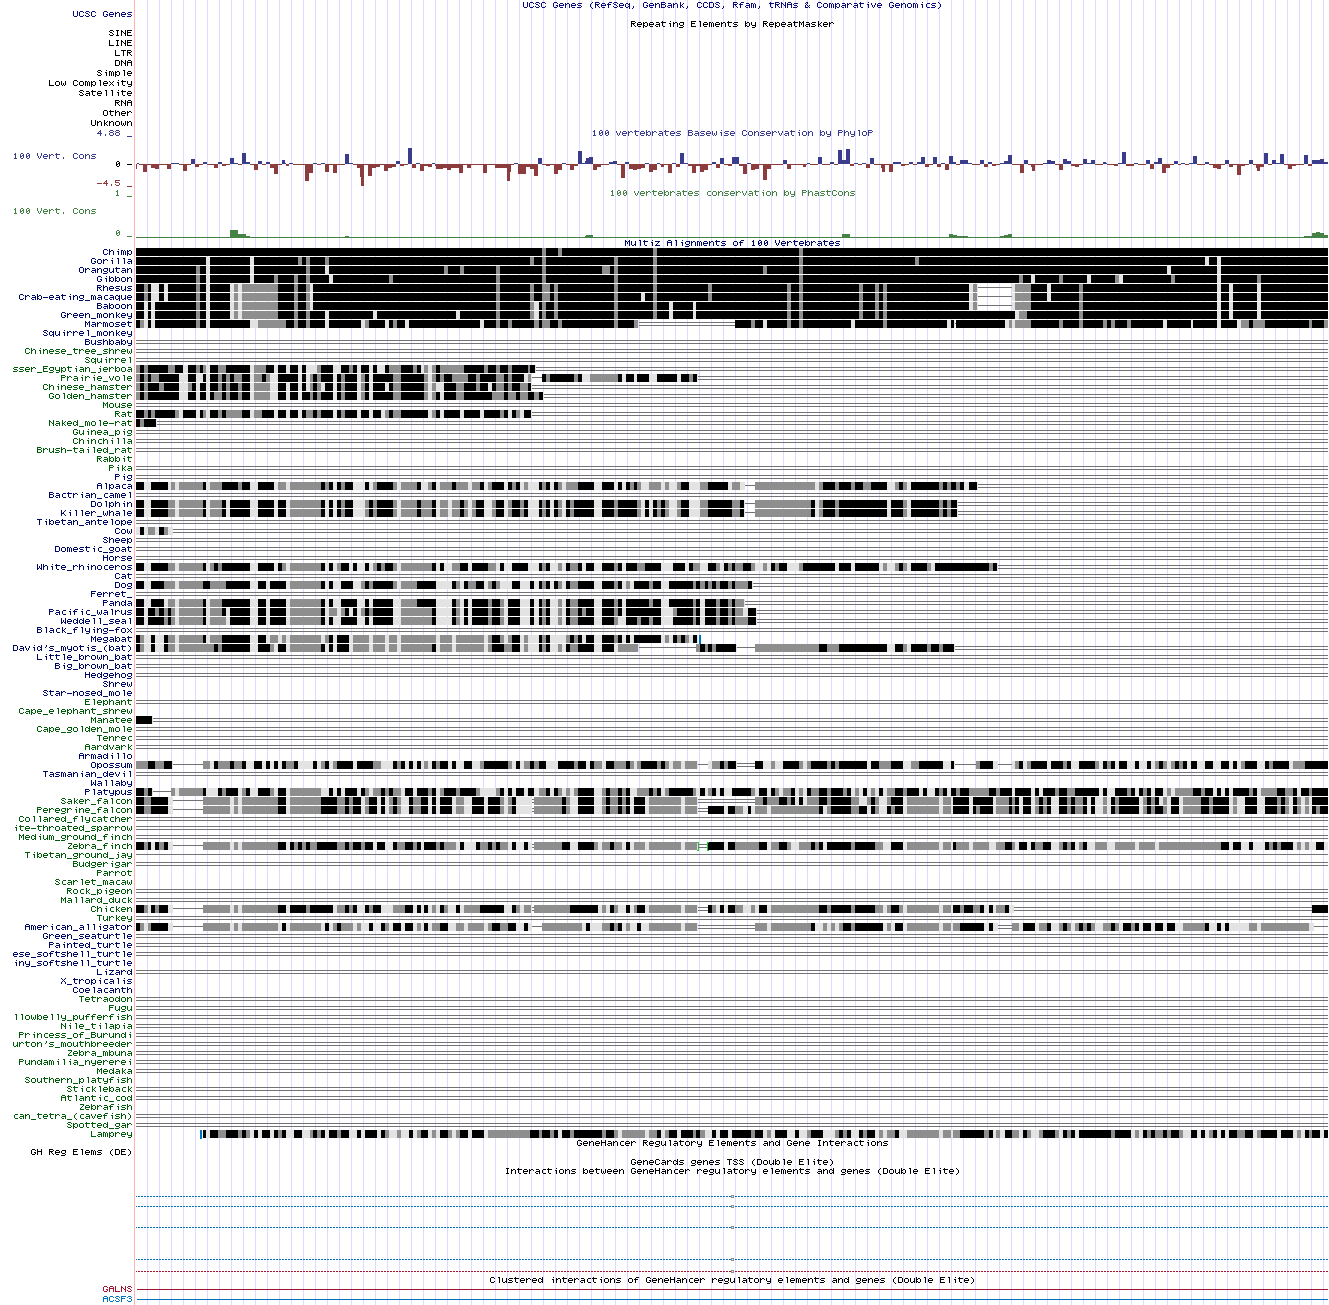 UCSC Genes (RefSeq, GenBank, CCDS, Rfam, tRNAs & Comparative Genomics)
UCSC Genes
Repeating Elements by RepeatMasker
SINE
LINE
LTR
DNA
Simple
Low Complexity
Satellite
RNA
Other
Unknown
4.88 _
100 vertebrates Basewise Conservation by PhyloP
100 Vert. Cons
0 -
-4.5 _
100 vertebrates conservation by PhastCons
1 _
100 Vert. Cons
0 _
Multiz Alignments of 100 Vertebrates
Chimp
Gorilla
Orangutan
Gibbon
Rhesus
Crab-eating_macaque
Baboon
Green_monkey
Marmoset
Squirrel_monkey
Bushbaby
Chinese_tree_shrew
Squirrel
sser_Egyptian_jerboa
Prairie_vole
Chinese_hamster
Golden_hamster
Mouse
Rat
Naked_mole-rat
Guinea_pig
Chinchilla
Brush-tailed_rat
Rabbit
Pika
Pig
Alpaca
Bactrian_camel
Dolphin
Killer_whale
Tibetan_antelope
Cow
Sheep
Domestic_goat
Horse
White_rhinoceros
Cat
Dog
Ferret_
Panda
Pacific_walrus
Weddell_seal
Black_flying-fox
Megabat
David's_myotis_(bat)
Little_brown_bat
Big_brown_bat
Hedgehog
Shrew
Star-nosed_mole
Elephant
Cape_elephant_shrew
Manatee
Cape_golden_mole
Tenrec
Aardvark
Armadillo
Opossum
Tasmanian_devil
Wallaby
Platypus
Saker_falcon
Peregrine_falcon
Collared_flycatcher
ite-throated_sparrow
Medium_ground_finch
Zebra_finch
Tibetan_ground_jay
Budgerigar
Parrot
Scarlet_macaw
Rock_pigeon
Mallard_duck
Chicken
Turkey
American_alligator
Green_seaturtle
Painted_turtle
ese_softshell_turtle
iny_softshell_turtle
Lizard
X_tropicalis
Coelacanth
Tetraodon
Fugu
llowbelly_pufferfish
Nile_tilapia
Princess_of_Burundi
urton's_mouthbreeder
Zebra_mbuna
Pundamilia_nyererei
Medaka
Southern_platyfish
Stickleback
Atlantic_cod
Zebrafish
can_tetra_(cavefish)
Spotted_gar
Lamprey
GeneHancer Regulatory Elements and Gene Interactions
GH Reg Elems (DE)
GeneCards genes TSS (Double Elite)
Interactions between GeneHancer regulatory elements and genes (Double Elite)
Clustered interactions of GeneHancer regulatory elements and genes (Double Elite)
GALNS
ACSF3